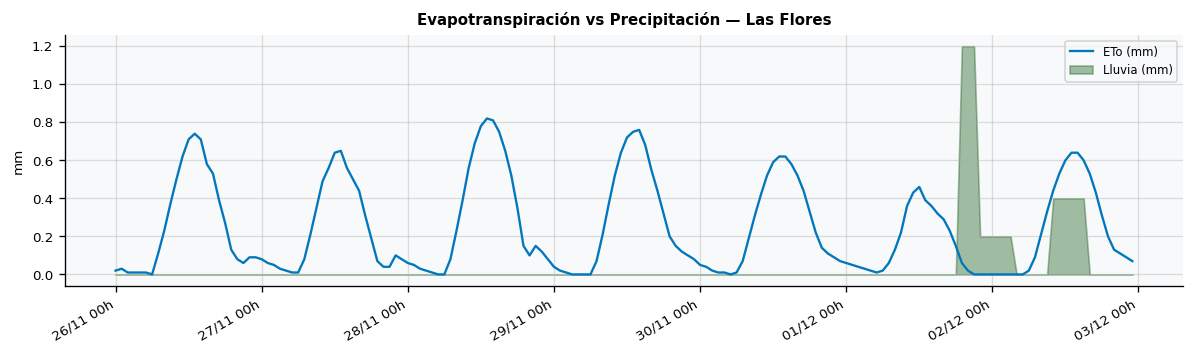 Evapotranspiración vs Precipitación — Las Flores
mm
1.2
1.0
0.8
0.6
0.4
0.2
0.0
ETo (mm)
Lluvia (mm)
26/11 00h
27/11 00h
28/11 00h
29/11 00h
30/11 00h
01/12 00h
02/12 00h
03/12 00h